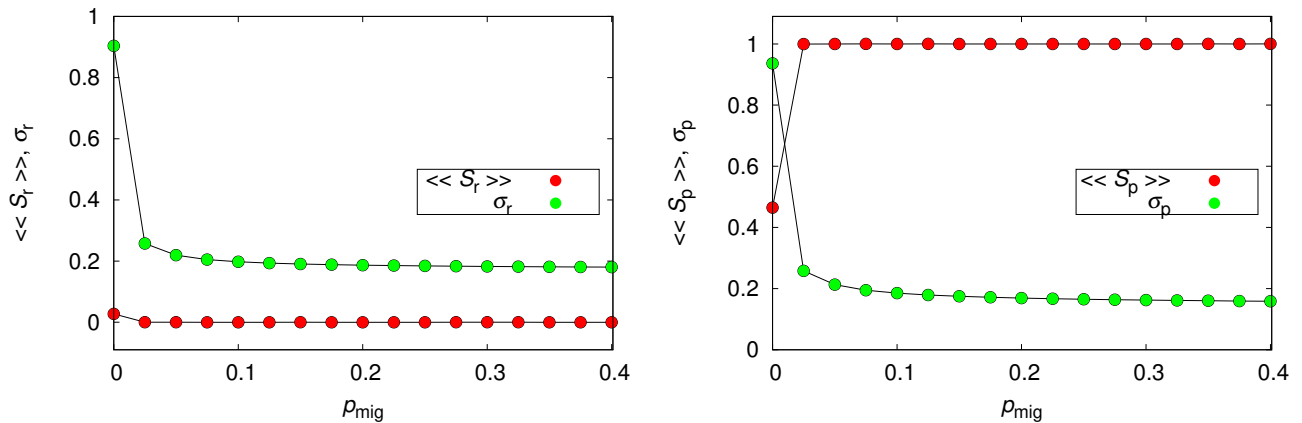 1
0.8
0.6
0.4
0.2
0
<< S_r >>, σ_r
<< S_r >>
σ_r
0 0.1 0.2 0.3 0.4
p_mig
1
0.8
0.6
0.4
0.2
0
<< S_p >>, σ_p
<< S_p >>
σ_p
0 0.1 0.2 0.3 0.4
p_mig